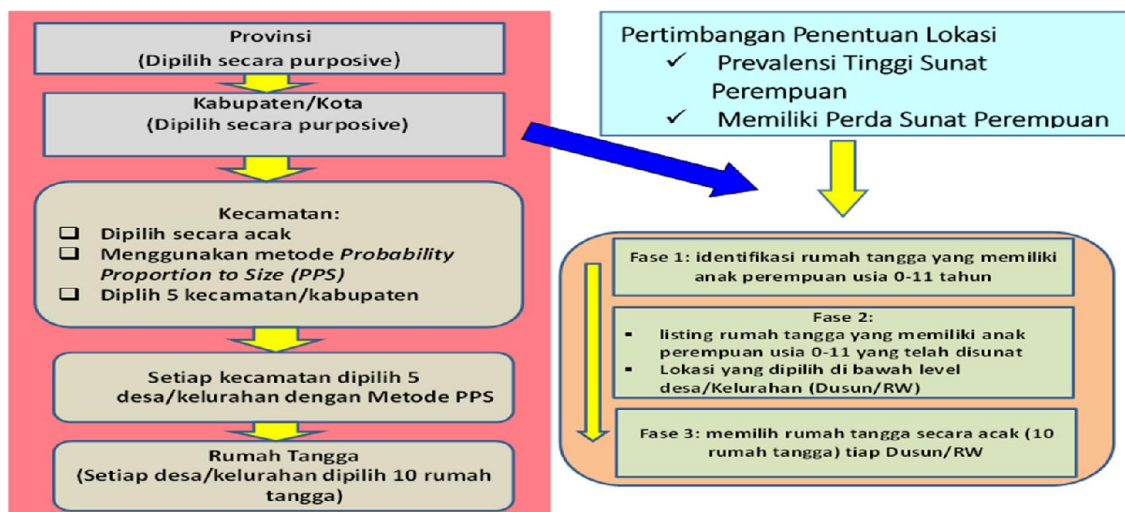 Provinsi
(Dipilih secara purposive)
Kabupaten/Kota
(Dipilih secara purposive)
Kecamatan:
Dipilih secara acak
Menggunakan metode Probability
Proportion to Size (PPS)
Diplih 5 kecamatan/kabupaten
Setiap kecamatan dipilih 5
desa/kelurahan dengan Metode PPS
Rumah Tangga
(Setiap desa/kelurahan dipilih 10 rumah
tangga)
Pertimbangan Penentuan Lokasi
✓ Prevalensi Tinggi Sunat
Perempuan
✓ Memiliki Perda Sunat Perempuan
Fase 1: identifikasi rumah tangga yang memiliki
anak perempuan usia 0-11 tahun
Fase 2:
▪ listing rumah tangga yang memiliki anak
perempuan usia 0-11 yang telah disunat
▪ Lokasi yang dipilih di bawah level
desa/Kelurahan (Dusun/RW)
Fase 3: memilih rumah tangga secara acak (10
rumah tangga) tiap Dusun/RW